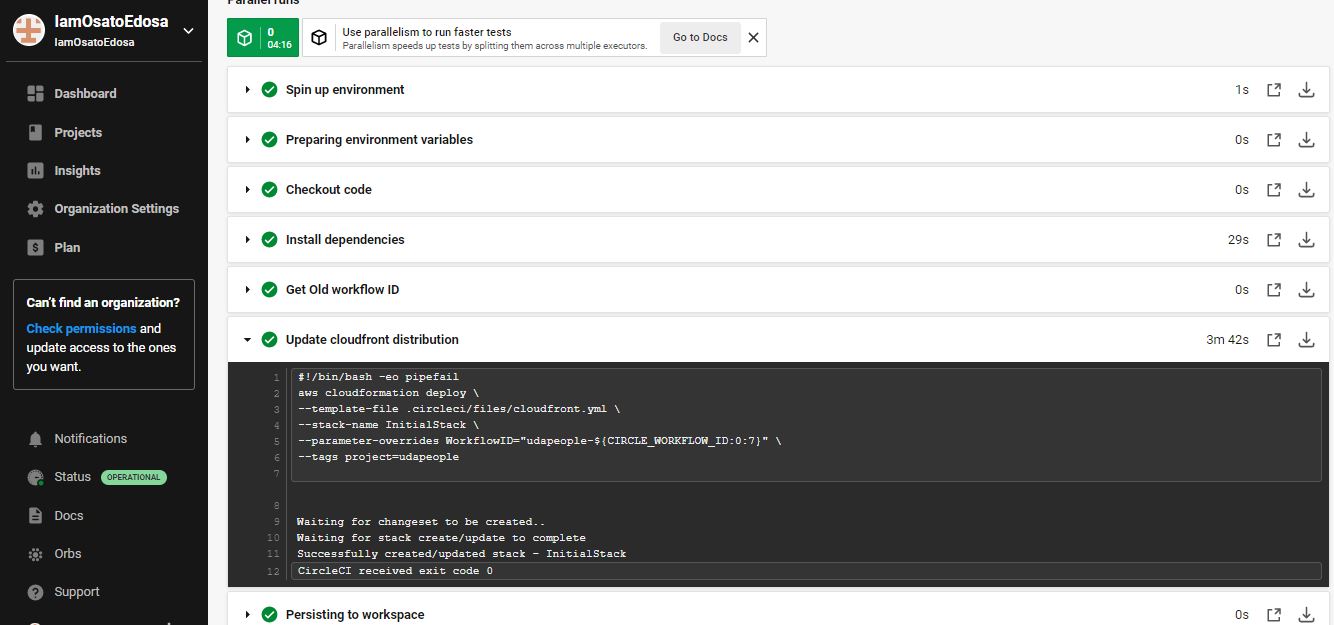 IamOsatoEdosa
IamOsatoEdosa
Dashboard
Projects
Insights
Organization Settings
Plan
Can't find an organization?
Check permissions and
update access to the ones
you want.
Notifications
Status OPERATIONAL
Docs
Orbs
Support
Parallel runs
0
04:16
Use parallelism to run faster tests
Parallelism speeds up tests by splitting them across multiple executors.
Go to Docs
Spin up environment 1s
Preparing environment variables 0s
Checkout code 0s
Install dependencies 29s
Get Old workflow ID 0s
Update cloudfront distribution 3m 42s
1 #!/bin/bash -eo pipefail
2 aws cloudformation deploy \
3 --template-file .circleci/files/cloudfront.yml \
4 --stack-name InitialStack \
5 --parameter-overrides WorkflowID="udapeople-${CIRCLE_WORKFLOW_ID:0:7}" \
6 --tags project=udapeople
7
8
9 Waiting for changeset to be created..
10 Waiting for stack create/update to complete
11 Successfully created/updated stack - InitialStack
12 CircleCI received exit code 0
Persisting to workspace 0s